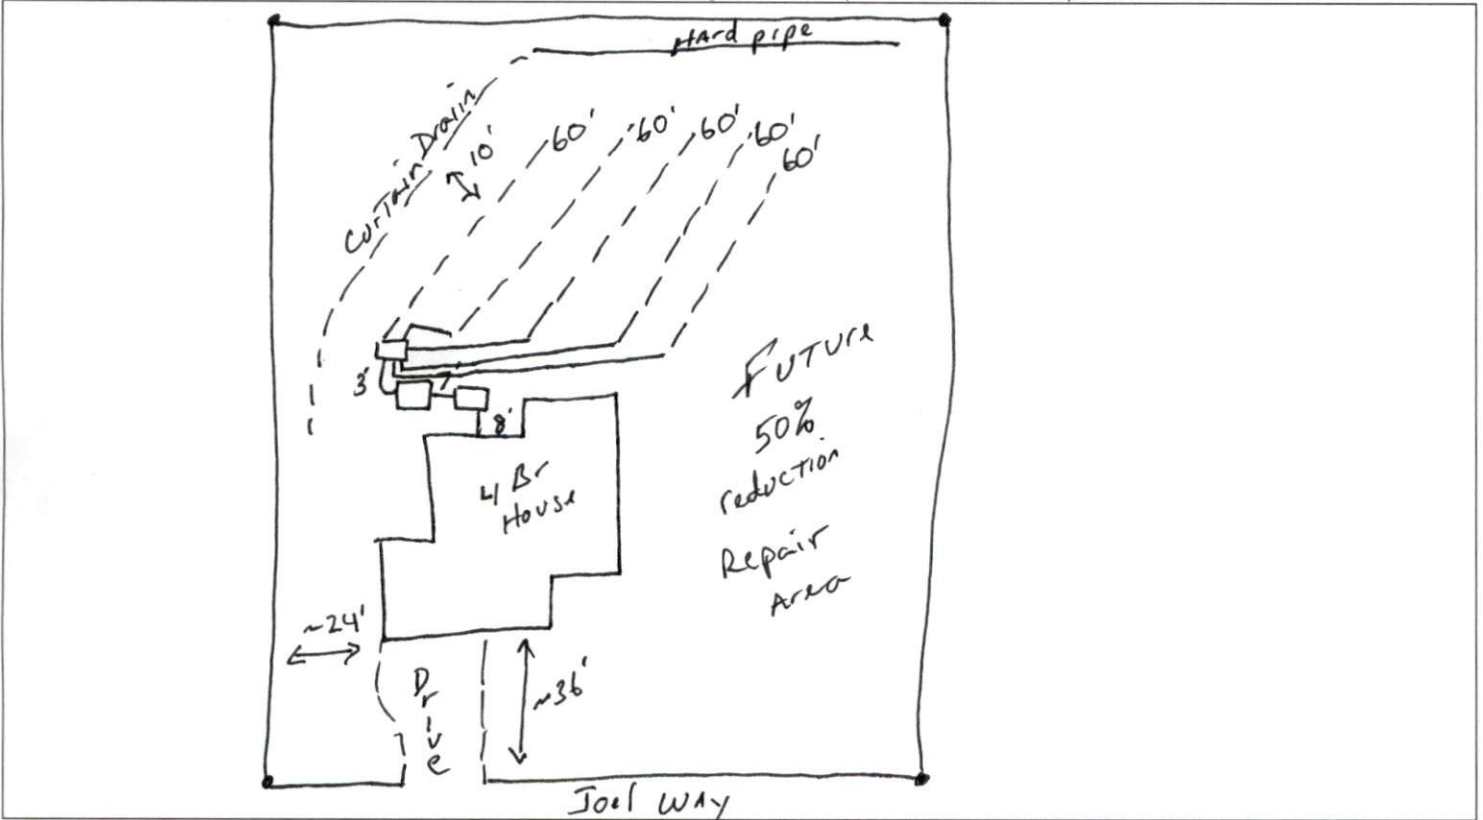 Hard pipe
Curtain Drain
10'
60'
60'
60'
60'
60'
3'
7'
8'
4 Br
House
Future
50%
reduction
Repair
Area
~24'
~36'
Drive
Joel Way